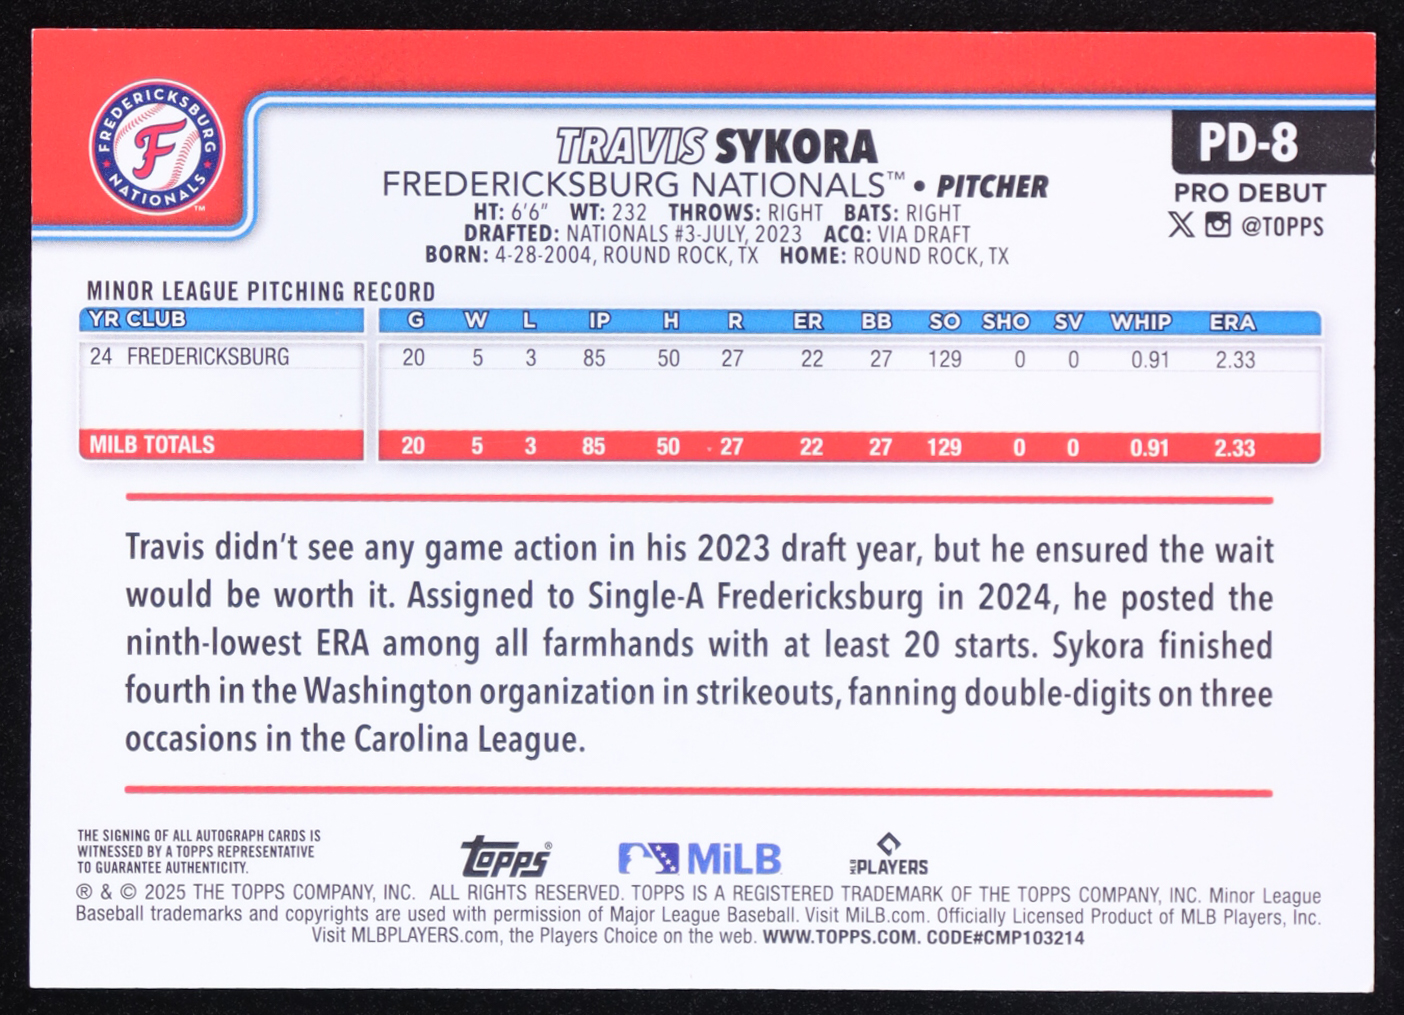 FREDERICKSBURG
F
NATIONALS™
TRAVIS SYKORA
FREDERICKSBURG NATIONALS™ • PITCHER
HT: 6'6" WT: 232 THROWS: RIGHT BATS: RIGHT
DRAFTED: NATIONALS #3-JULY, 2023 ACQ: VIA DRAFT
BORN: 4-28-2004, ROUND ROCK, TX HOME: ROUND ROCK, TX
PD-8
PRO DEBUT
X @TOPPS
MINOR LEAGUE PITCHING RECORD
YR CLUB G W L IP H R ER BB SO SHO SV WHIP ERA
24 FREDERICKSBURG 20 5 3 85 50 27 22 27 129 0 0 0.91 2.33
MILB TOTALS 20 5 3 85 50 27 22 27 129 0 0 0.91 2.33
Travis didn't see any game action in his 2023 draft year, but he ensured the wait
would be worth it. Assigned to Single-A Fredericksburg in 2024, he posted the
ninth-lowest ERA among all farmhands with at least 20 starts. Sykora finished
fourth in the Washington organization in strikeouts, fanning double-digits on three
occasions in the Carolina League.
THE SIGNING OF ALL AUTOGRAPH CARDS IS
WITNESSED BY A TOPPS REPRESENTATIVE
TO GUARANTEE AUTHENTICITY.
Topps®
MiLB
MLB PLAYERS
® & © 2025 THE TOPPS COMPANY, INC. ALL RIGHTS RESERVED. TOPPS IS A REGISTERED TRADEMARK OF THE TOPPS COMPANY, INC. Minor League
Baseball trademarks and copyrights are used with permission of Major League Baseball. Visit MiLB.com. Officially Licensed Product of MLB Players, Inc.
Visit MLBPLAYERS.com, the Players Choice on the web. WWW.TOPPS.COM. CODE#CMP103214